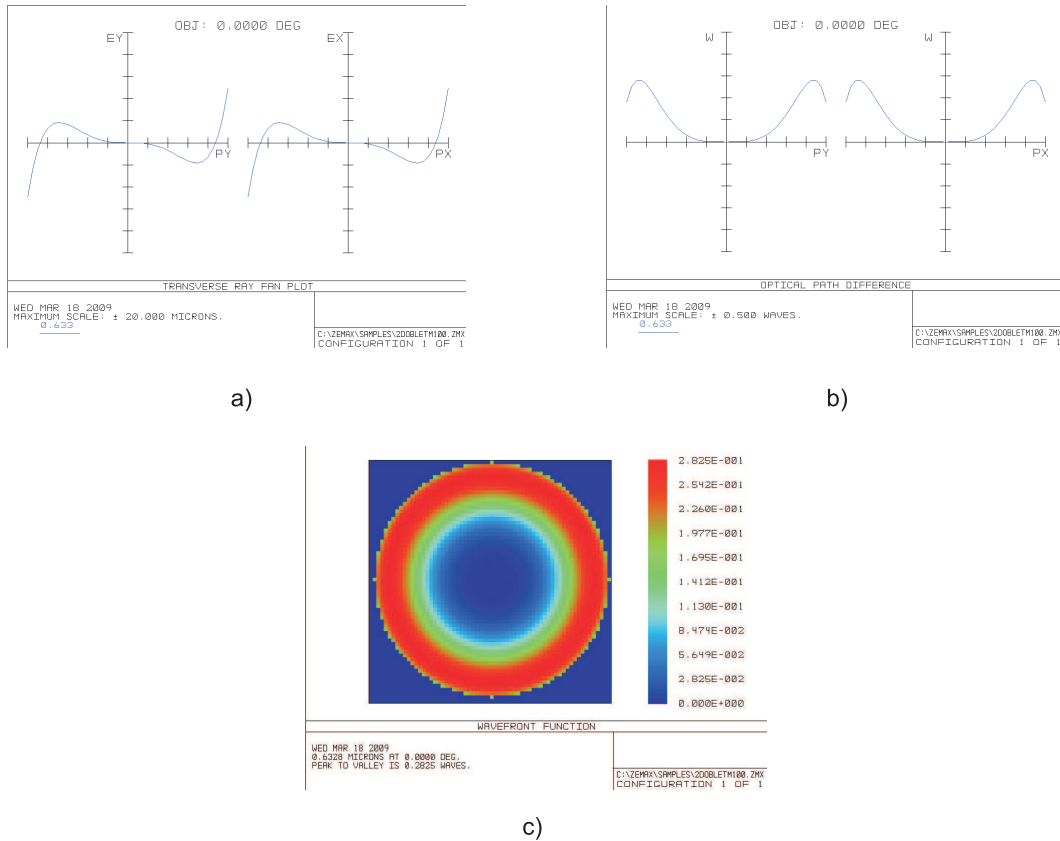 OBJ: 0.0000 DEG
EY
EX
PY
PX
TRANSVERSE RAY FAN PLOT
WED MAR 18 2009
MAXIMUM SCALE: ± 20.000 MICRONS.
0.633
C:\ZEMAX\SAMPLES\2DOBLETM100.ZMX
CONFIGURATION 1 OF 1
a)
OBJ: 0.0000 DEG
W
W
PY
PX
OPTICAL PATH DIFFERENCE
WED MAR 18 2009
MAXIMUM SCALE: ± 0.500 WAVES.
0.633
C:\ZEMAX\SAMPLES\2DOBLETM100.ZMX
CONFIGURATION 1 OF 1
b)
2.825E-001
2.542E-001
2.260E-001
1.977E-001
1.695E-001
1.412E-001
1.130E-001
8.474E-002
5.649E-002
2.825E-002
0.000E+000
WAVEFRONT FUNCTION
WED MAR 18 2009
0.6328 MICRONS AT 0.0000 DEG.
PEAK TO VALLEY IS 0.2825 WAVES.
C:\ZEMAX\SAMPLES\2DOBLETM100.ZMX
CONFIGURATION 1 OF 1
c)